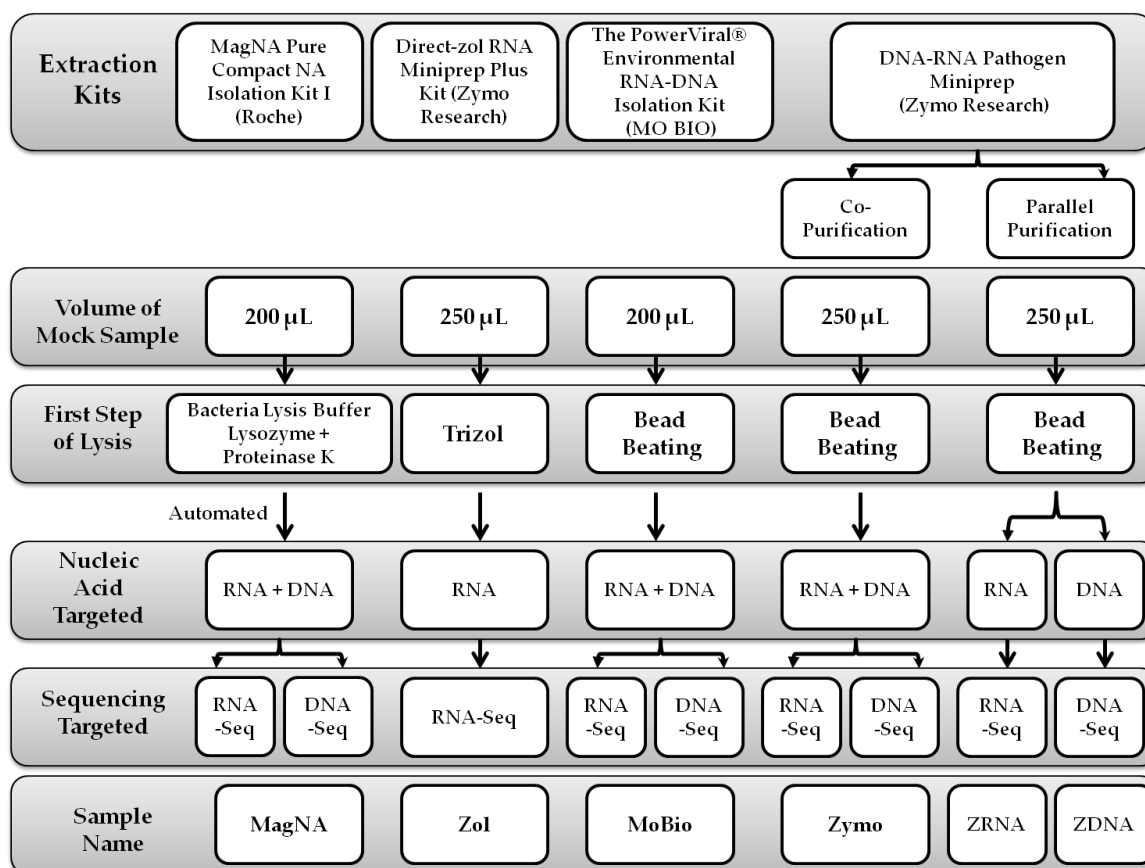 Extraction
Kits
MagNA Pure
Compact NA
Isolation Kit I
(Roche)
Direct-zol RNA
Miniprep Plus
Kit (Zymo
Research)
The PowerViral®
Environmental
RNA-DNA
Isolation Kit
(MO BIO)
DNA-RNA Pathogen
Miniprep
(Zymo Research)
Co-
Purification
Parallel
Purification
Volume of
Mock Sample
200 µL
250 µL
200 µL
250 µL
250 µL
First Step
of Lysis
Bacteria Lysis Buffer
Lysozyme +
Proteinase K
Trizol
Bead
Beating
Bead
Beating
Bead
Beating
Automated
Nucleic
Acid
Targeted
RNA + DNA
RNA
RNA + DNA
RNA + DNA
RNA
DNA
Sequencing
Targeted
RNA
-Seq
DNA
-Seq
RNA-Seq
RNA
-Seq
DNA
-Seq
RNA
-Seq
DNA
-Seq
RNA
-Seq
DNA
-Seq
Sample
Name
MagNA
Zol
MoBio
Zymo
ZRNA
ZDNA